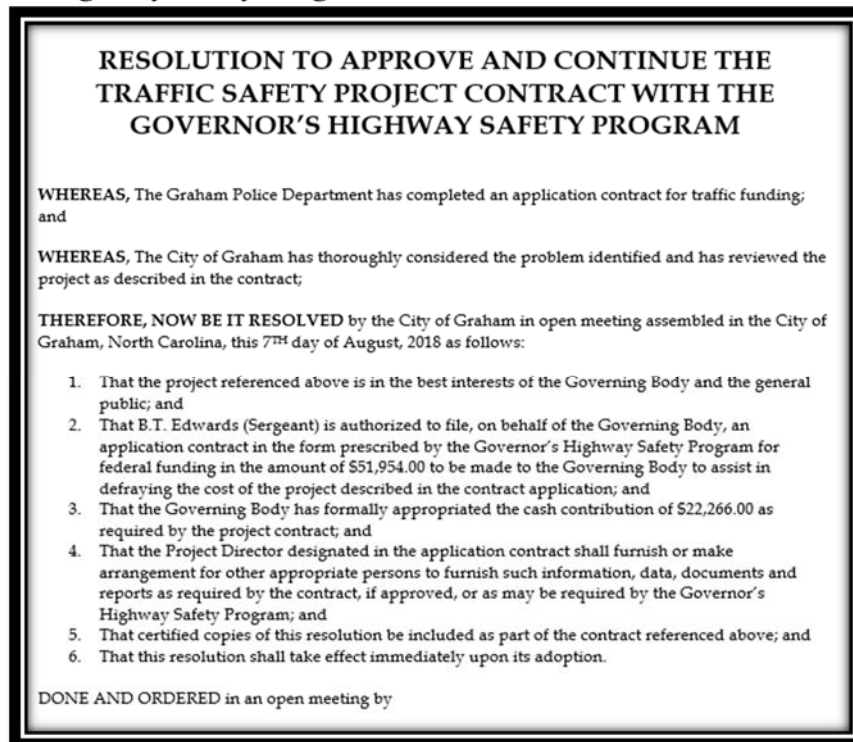 RESOLUTION TO APPROVE AND CONTINUE THE
TRAFFIC SAFETY PROJECT CONTRACT WITH THE
GOVERNOR'S HIGHWAY SAFETY PROGRAM
WHEREAS, The Graham Police Department has completed an application contract for traffic funding;
and
WHEREAS, The City of Graham has thoroughly considered the problem identified and has reviewed the
project as described in the contract;
THEREFORE, NOW BE IT RESOLVED by the City of Graham in open meeting assembled in the City of
Graham, North Carolina, this 7TH day of August, 2018 as follows:
1. That the project referenced above is in the best interests of the Governing Body and the general
public; and
2. That B.T. Edwards (Sergeant) is authorized to file, on behalf of the Governing Body, an
application contract in the form prescribed by the Governor's Highway Safety Program for
federal funding in the amount of $51,954.00 to be made to the Governing Body to assist in
defraying the cost of the project described in the contract application; and
3. That the Governing Body has formally appropriated the cash contribution of $22,266.00 as
required by the project contract; and
4. That the Project Director designated in the application contract shall furnish or make
arrangement for other appropriate persons to furnish such information, data, documents and
reports as required by the contract, if approved, or as may be required by the Governor's
Highway Safety Program; and
5. That certified copies of this resolution be included as part of the contract referenced above; and
6. That this resolution shall take effect immediately upon its adoption.
DONE AND ORDERED in an open meeting by